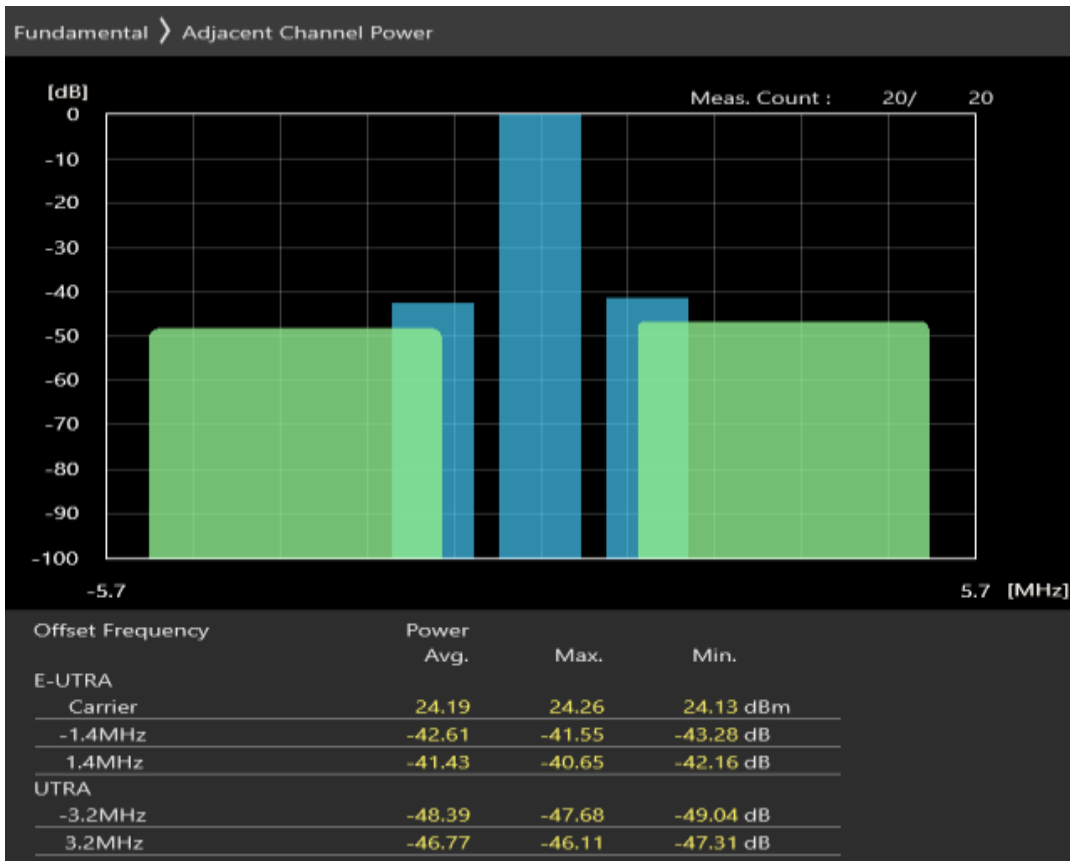 Fundamental 〉 Adjacent Channel Power
[dB]
Meas. Count : 20/ 20
0
-10
-20
-30
-40
-50
-60
-70
-80
-90
-100
-5.7 5.7 [MHz]
Offset Frequency Power
Avg. Max. Min.
E-UTRA
Carrier 24.19 24.26 24.13 dBm
-1.4MHz -42.61 -41.55 -43.28 dB
1.4MHz -41.43 -40.65 -42.16 dB
UTRA
-3.2MHz -48.39 -47.68 -49.04 dB
3.2MHz -46.77 -46.11 -47.31 dB